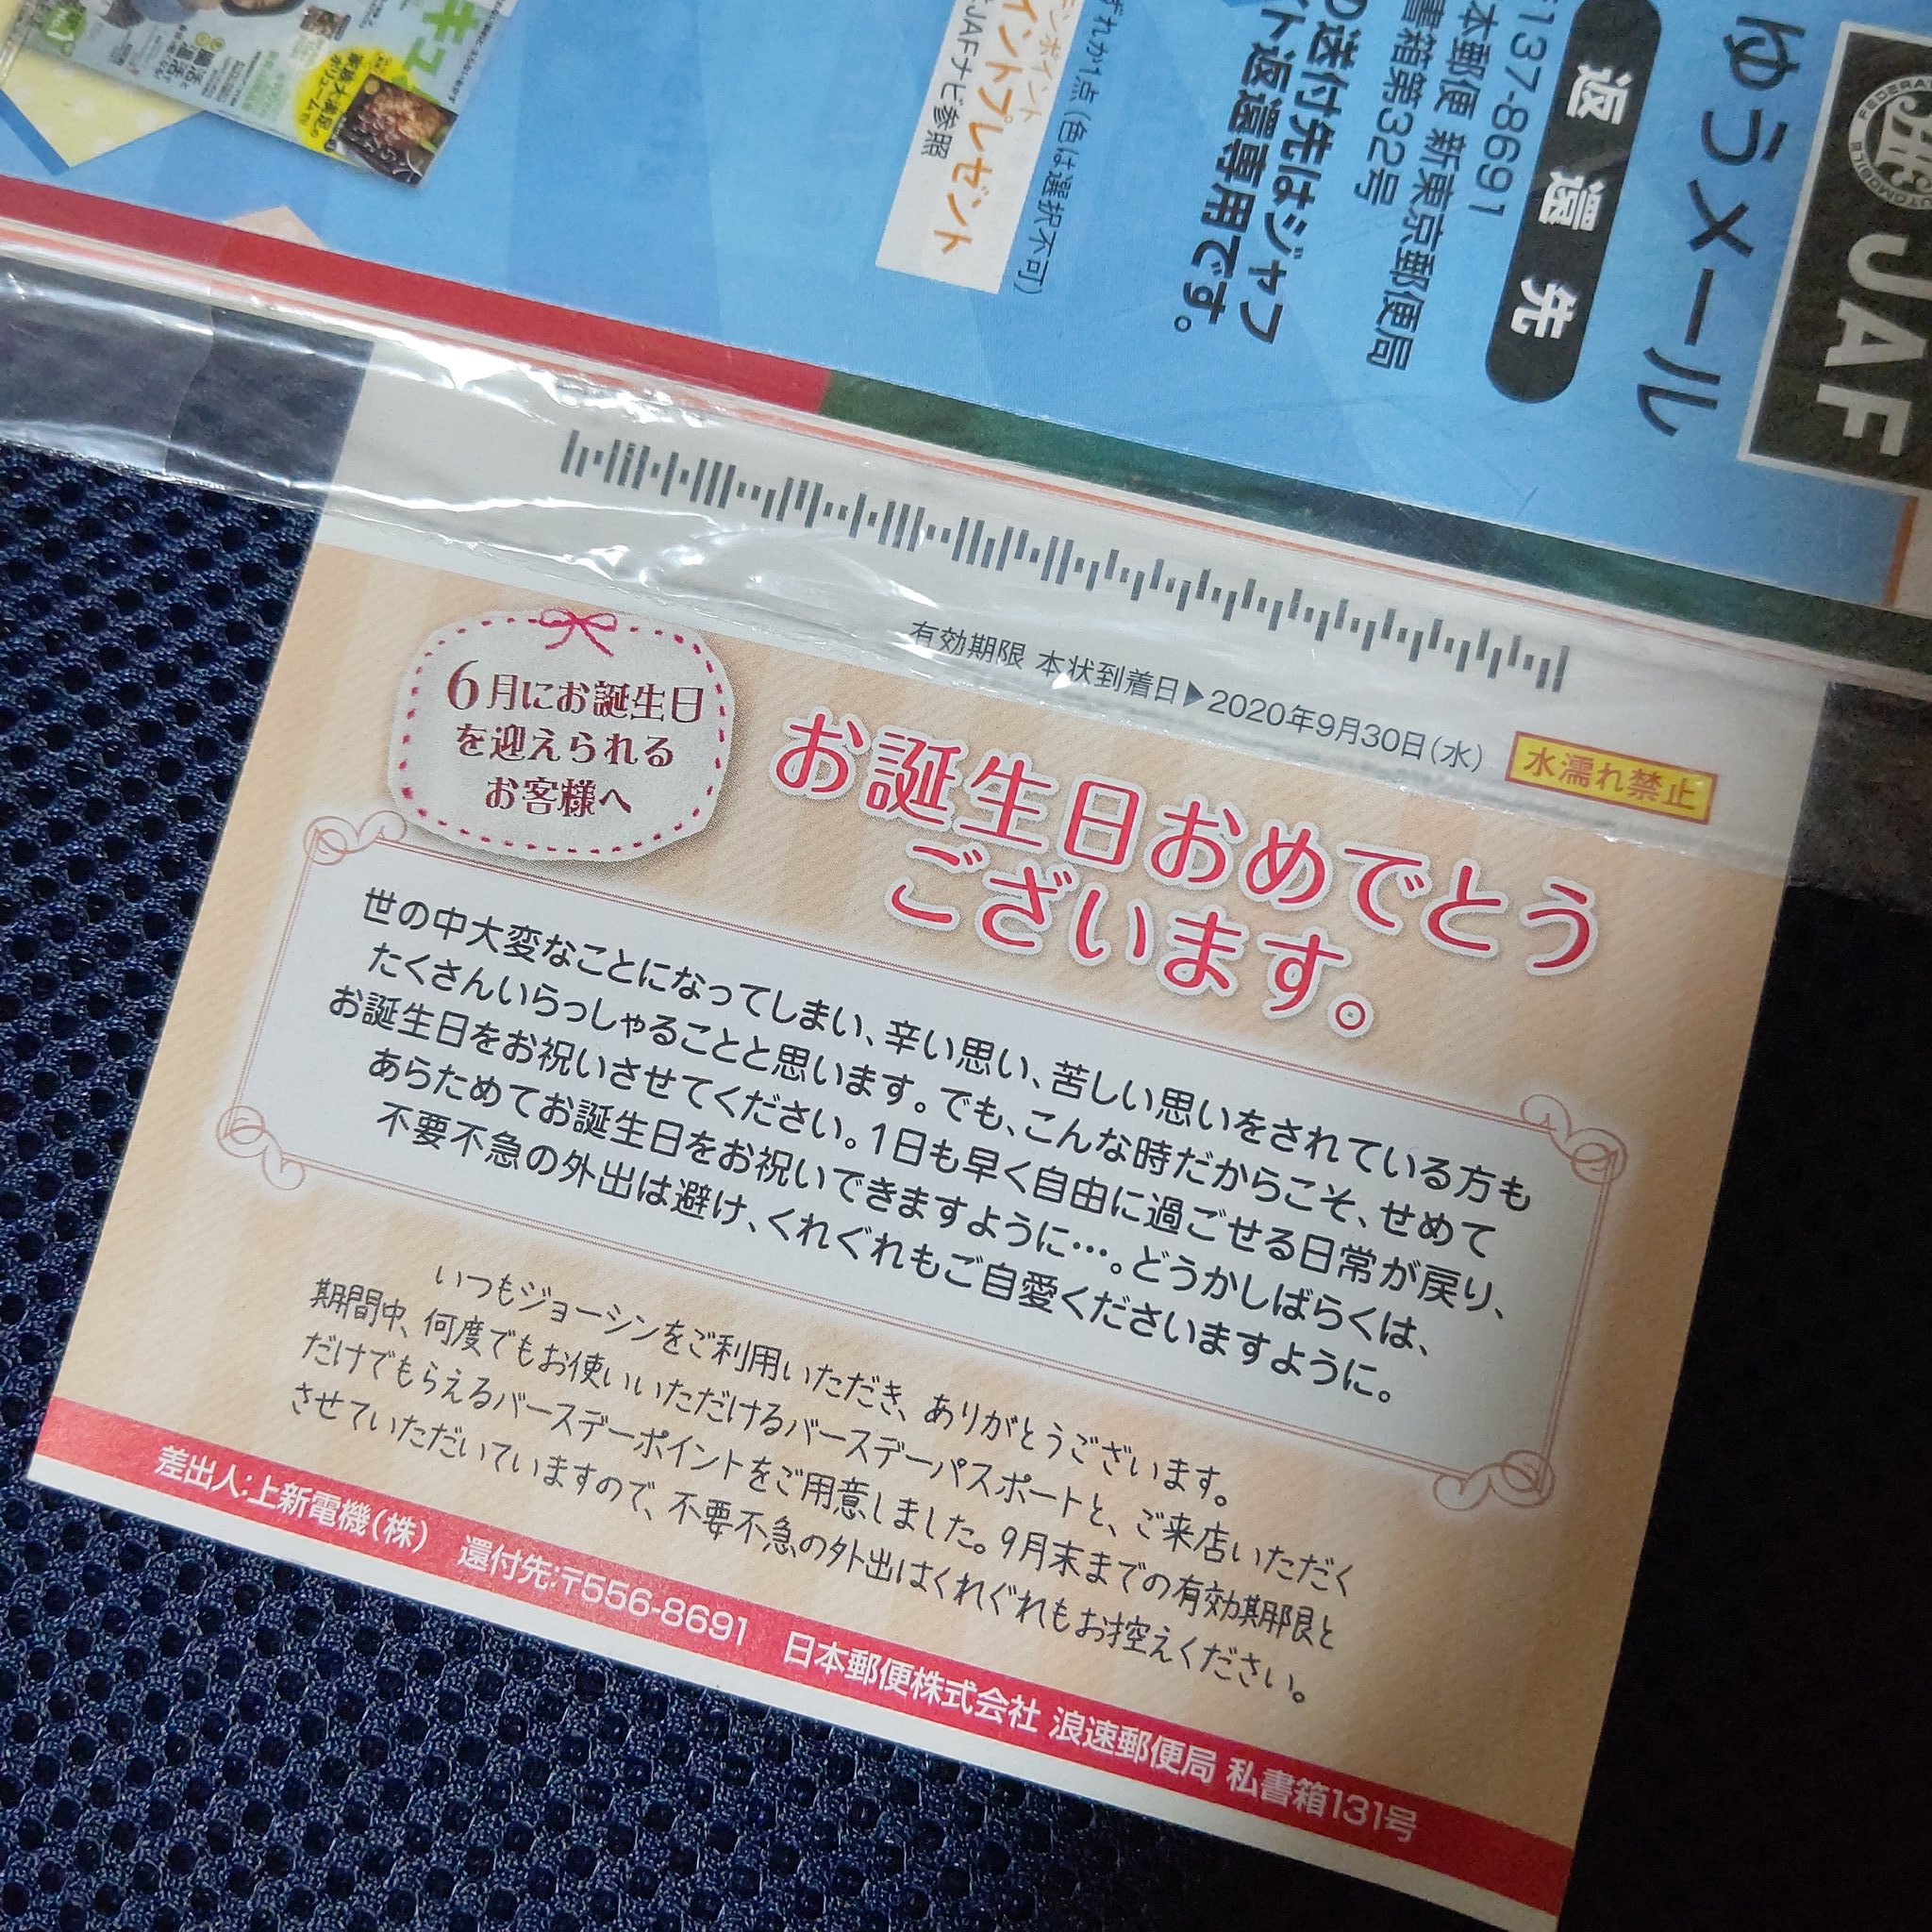 JAF
ゆうメール
返還先
137-8691
本郵便 新東京郵便局
書箱第32号
の送付先はジャフ
ト返還専用です。
ずれか1点(色は選択不可)
イントプレゼント
JAFナビ参照
有効期限 本状到着日▶2020年9月30日(水)
水濡れ禁止
6月にお誕生日
を迎えられる
お客様へ
お誕生日おめでとう
ございます。
世の中大変なことになってしまい、辛い思い、苦しい思いをされている方も
たくさんいらっしゃることと思います。でも、こんな時だからこそ、せめて
お誕生日をお祝いさせてください。1日も早く自由に過ごせる日常が戻り、
あらためてお誕生日をお祝いできますように…。どうかしばらくは、
不要不急の外出は避け、くれぐれもご自愛くださいますように。
いつもジョーシンをご利用いただき、ありがとうございます。
期間中、何度でもお使いいただけるバースデーパスポートと、ご来店いただく
だけでもらえるバースデーポイントをご用意しました。9月末までの有効期限と
させていただいていますので、不要不急の外出はくれぐれもお控えください。
差出人:上新電機(株) 還付先:〒556-8691 日本郵便株式会社 浪速郵便局 私書箱131号